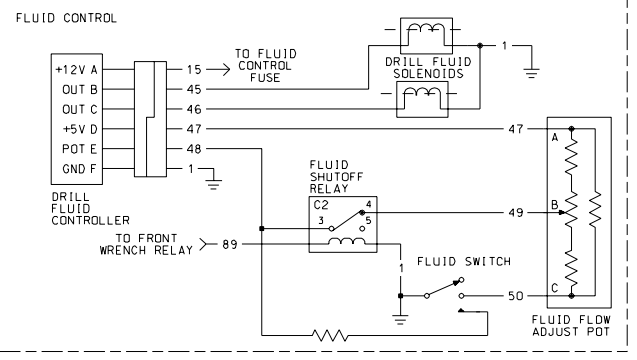 FLUID CONTROL
+12V A
OUT B
OUT C
+5V D
POT E
GND F
DRILL
FLUID
CONTROLLER
15
45
46
47
48
1
TO FLUID
CONTROL
FUSE
DRILL FLUID
SOLENOIDS
1
FLUID
SHUTOFF
RELAY
C2
3
4
5
TO FRONT
WRENCH RELAY
89
1
FLUID SWITCH
47
49
50
A
B
C
FLUID FLOW
ADJUST POT